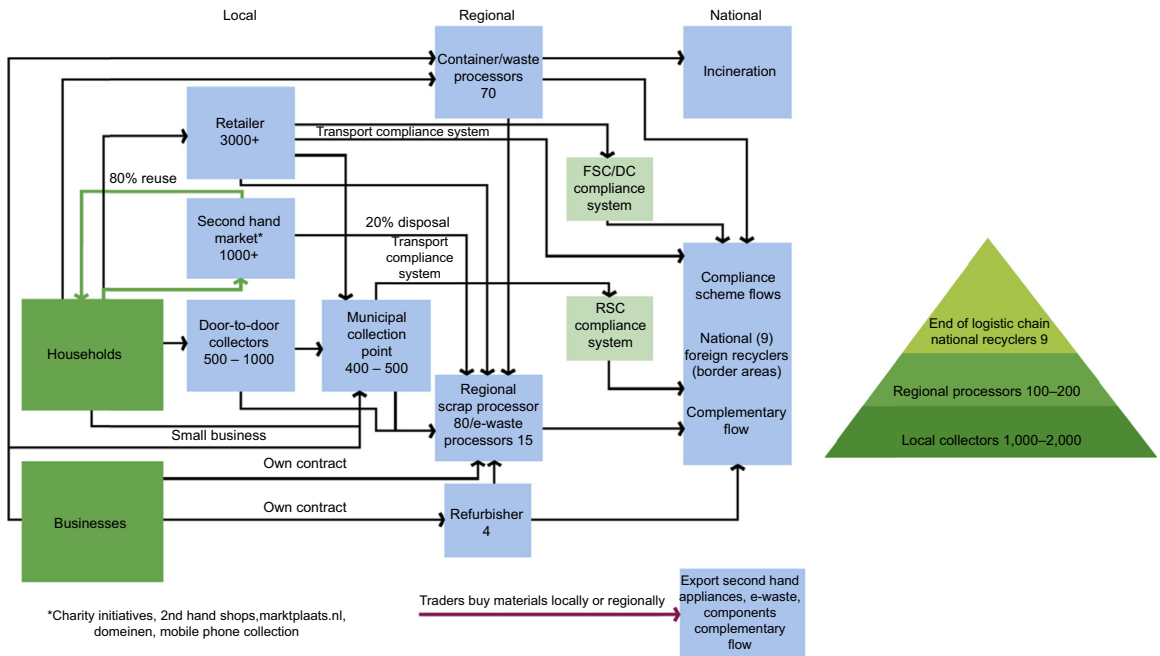 Local
Regional
National
Container/waste
processors
70
Incineration
Retailer
3000+
Transport compliance system
FSC/DC
compliance
system
80% reuse
Second hand
market*
1000+
20% disposal
Transport
compliance
system
Compliance
scheme flows
National (9)
foreign recyclers
(border areas)
Complementary
flow
RSC
compliance
system
Households
Door-to-door
collectors
500 – 1000
Municipal
collection
point
400 – 500
Regional
scrap processor
80/e-waste
processors 15
Small business
Own contract
Businesses
Own contract
Refurbisher
4
End of logistic chain
national recyclers 9
Regional processors 100–200
Local collectors 1,000–2,000
*Charity initiatives, 2nd hand shops,marktplaats.nl,
domeinen, mobile phone collection
Traders buy materials locally or regionally
Export second hand
appliances, e-waste,
components
complementary
flow